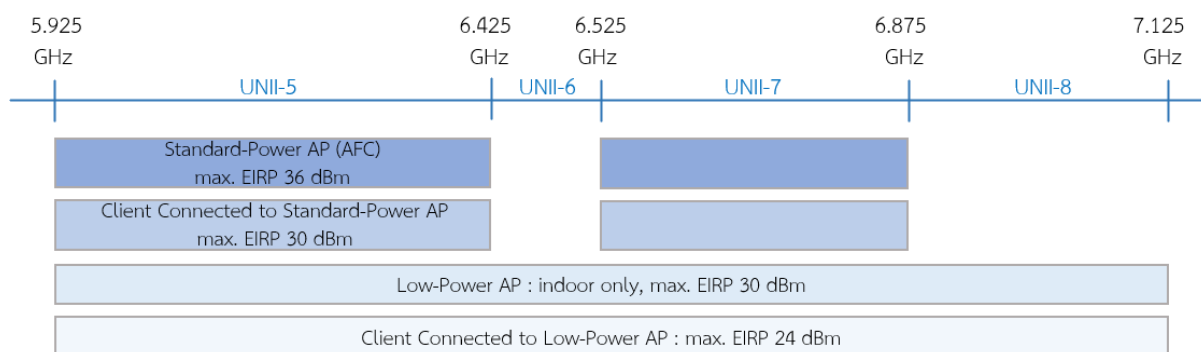 5.925 6.425 6.525 6.875 7.125
GHz GHz GHz GHz GHz
UNII-5 UNII-6 UNII-7 UNII-8
Standard-Power AP (AFC)
max. EIRP 36 dBm
Client Connected to Standard-Power AP
max. EIRP 30 dBm
Low-Power AP : indoor only, max. EIRP 30 dBm
Client Connected to Low-Power AP : max. EIRP 24 dBm